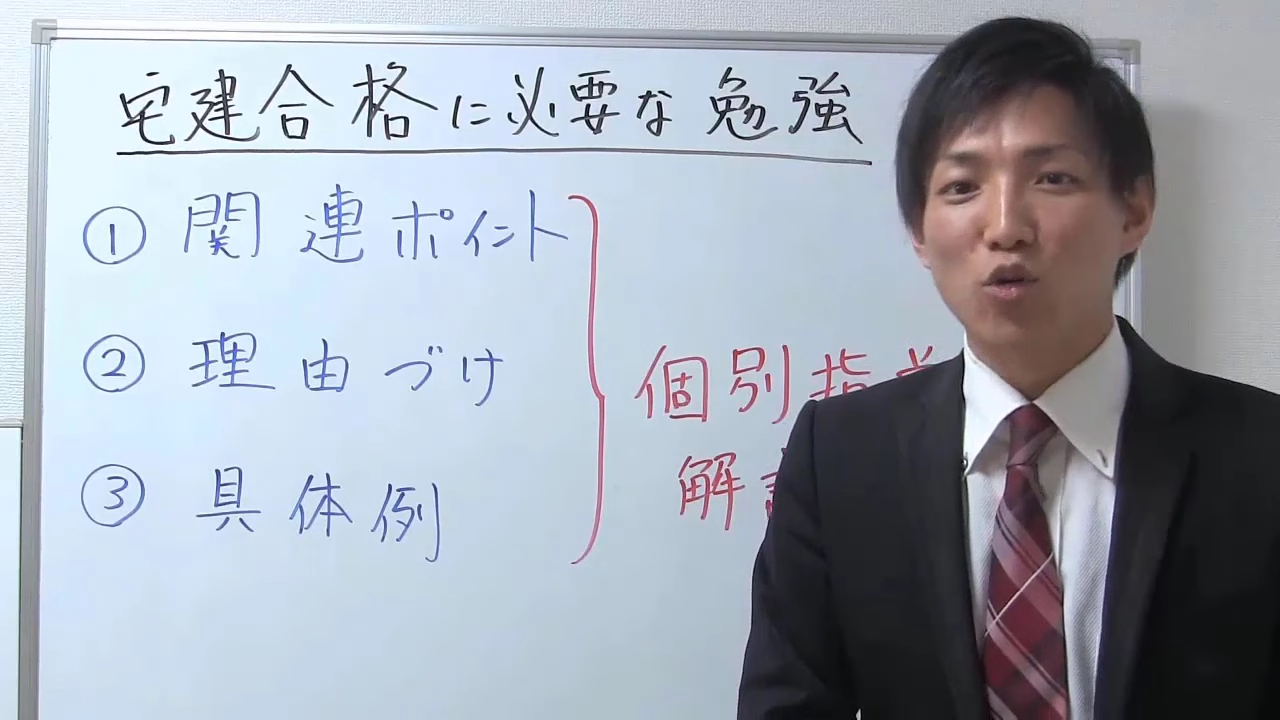 宅建合格に必要な勉強
① 関連ポイント
② 理由づけ
③ 具体例
個別指
解